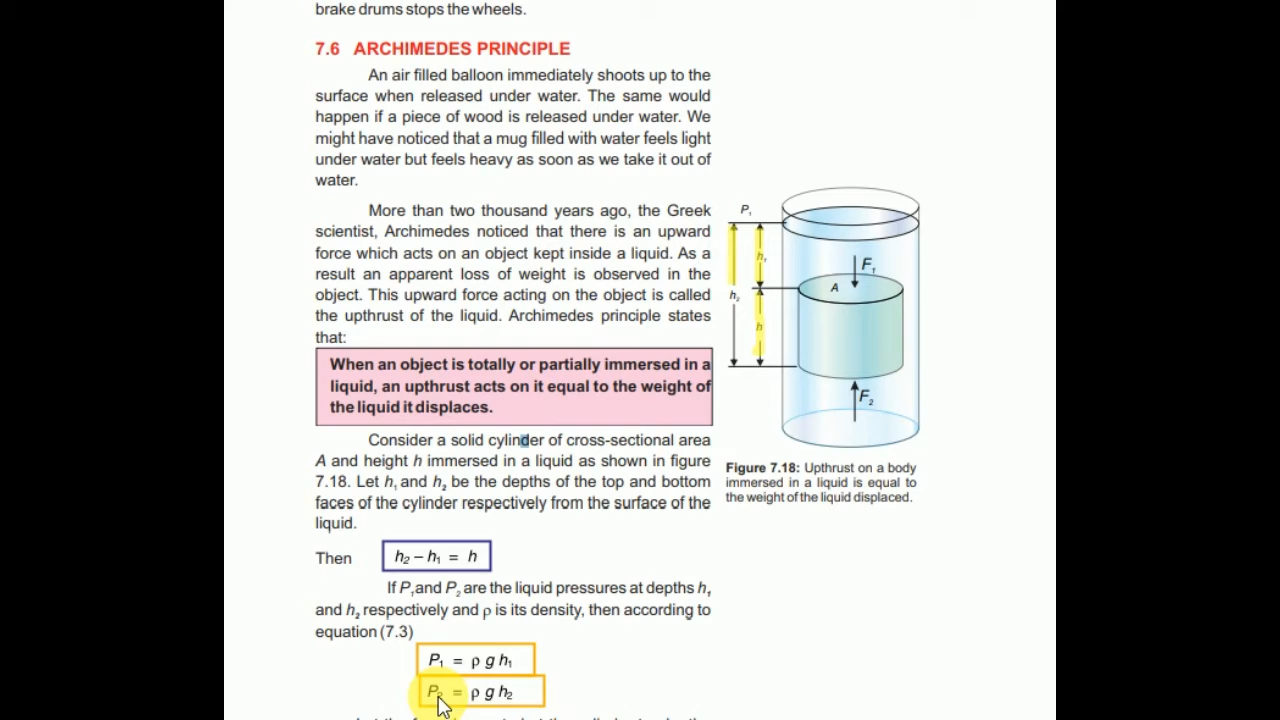 brake drums stops the wheels.
7.6 ARCHIMEDES PRINCIPLE
An air filled balloon immediately shoots up to the
surface when released under water. The same would
happen if a piece of wood is released under water. We
might have noticed that a mug filled with water feels light
under water but feels heavy as soon as we take it out of
water.
More than two thousand years ago, the Greek
scientist, Archimedes noticed that there is an upward
force which acts on an object kept inside a liquid. As a
result an apparent loss of weight is observed in the
object. This upward force acting on the object is called
the upthrust of the liquid. Archimedes principle states
that:
When an object is totally or partially immersed in a
liquid, an upthrust acts on it equal to the weight of
the liquid it displaces.
Consider a solid cylinder of cross-sectional area
A and height h immersed in a liquid as shown in figure
7.18. Let h₁ and h₂ be the depths of the top and bottom
faces of the cylinder respectively from the surface of the
liquid.
Then h₂ – h₁ = h
If P₁ and P₂ are the liquid pressures at depths h₁
and h₂ respectively and ρ is its density, then according to
equation (7.3)
P₁ = ρ g h₁
P₂ = ρ g h₂
P₁
h₁
F₁
A
h₂
h
F₂
Figure 7.18: Upthrust on a body
immersed in a liquid is equal to
the weight of the liquid displaced.